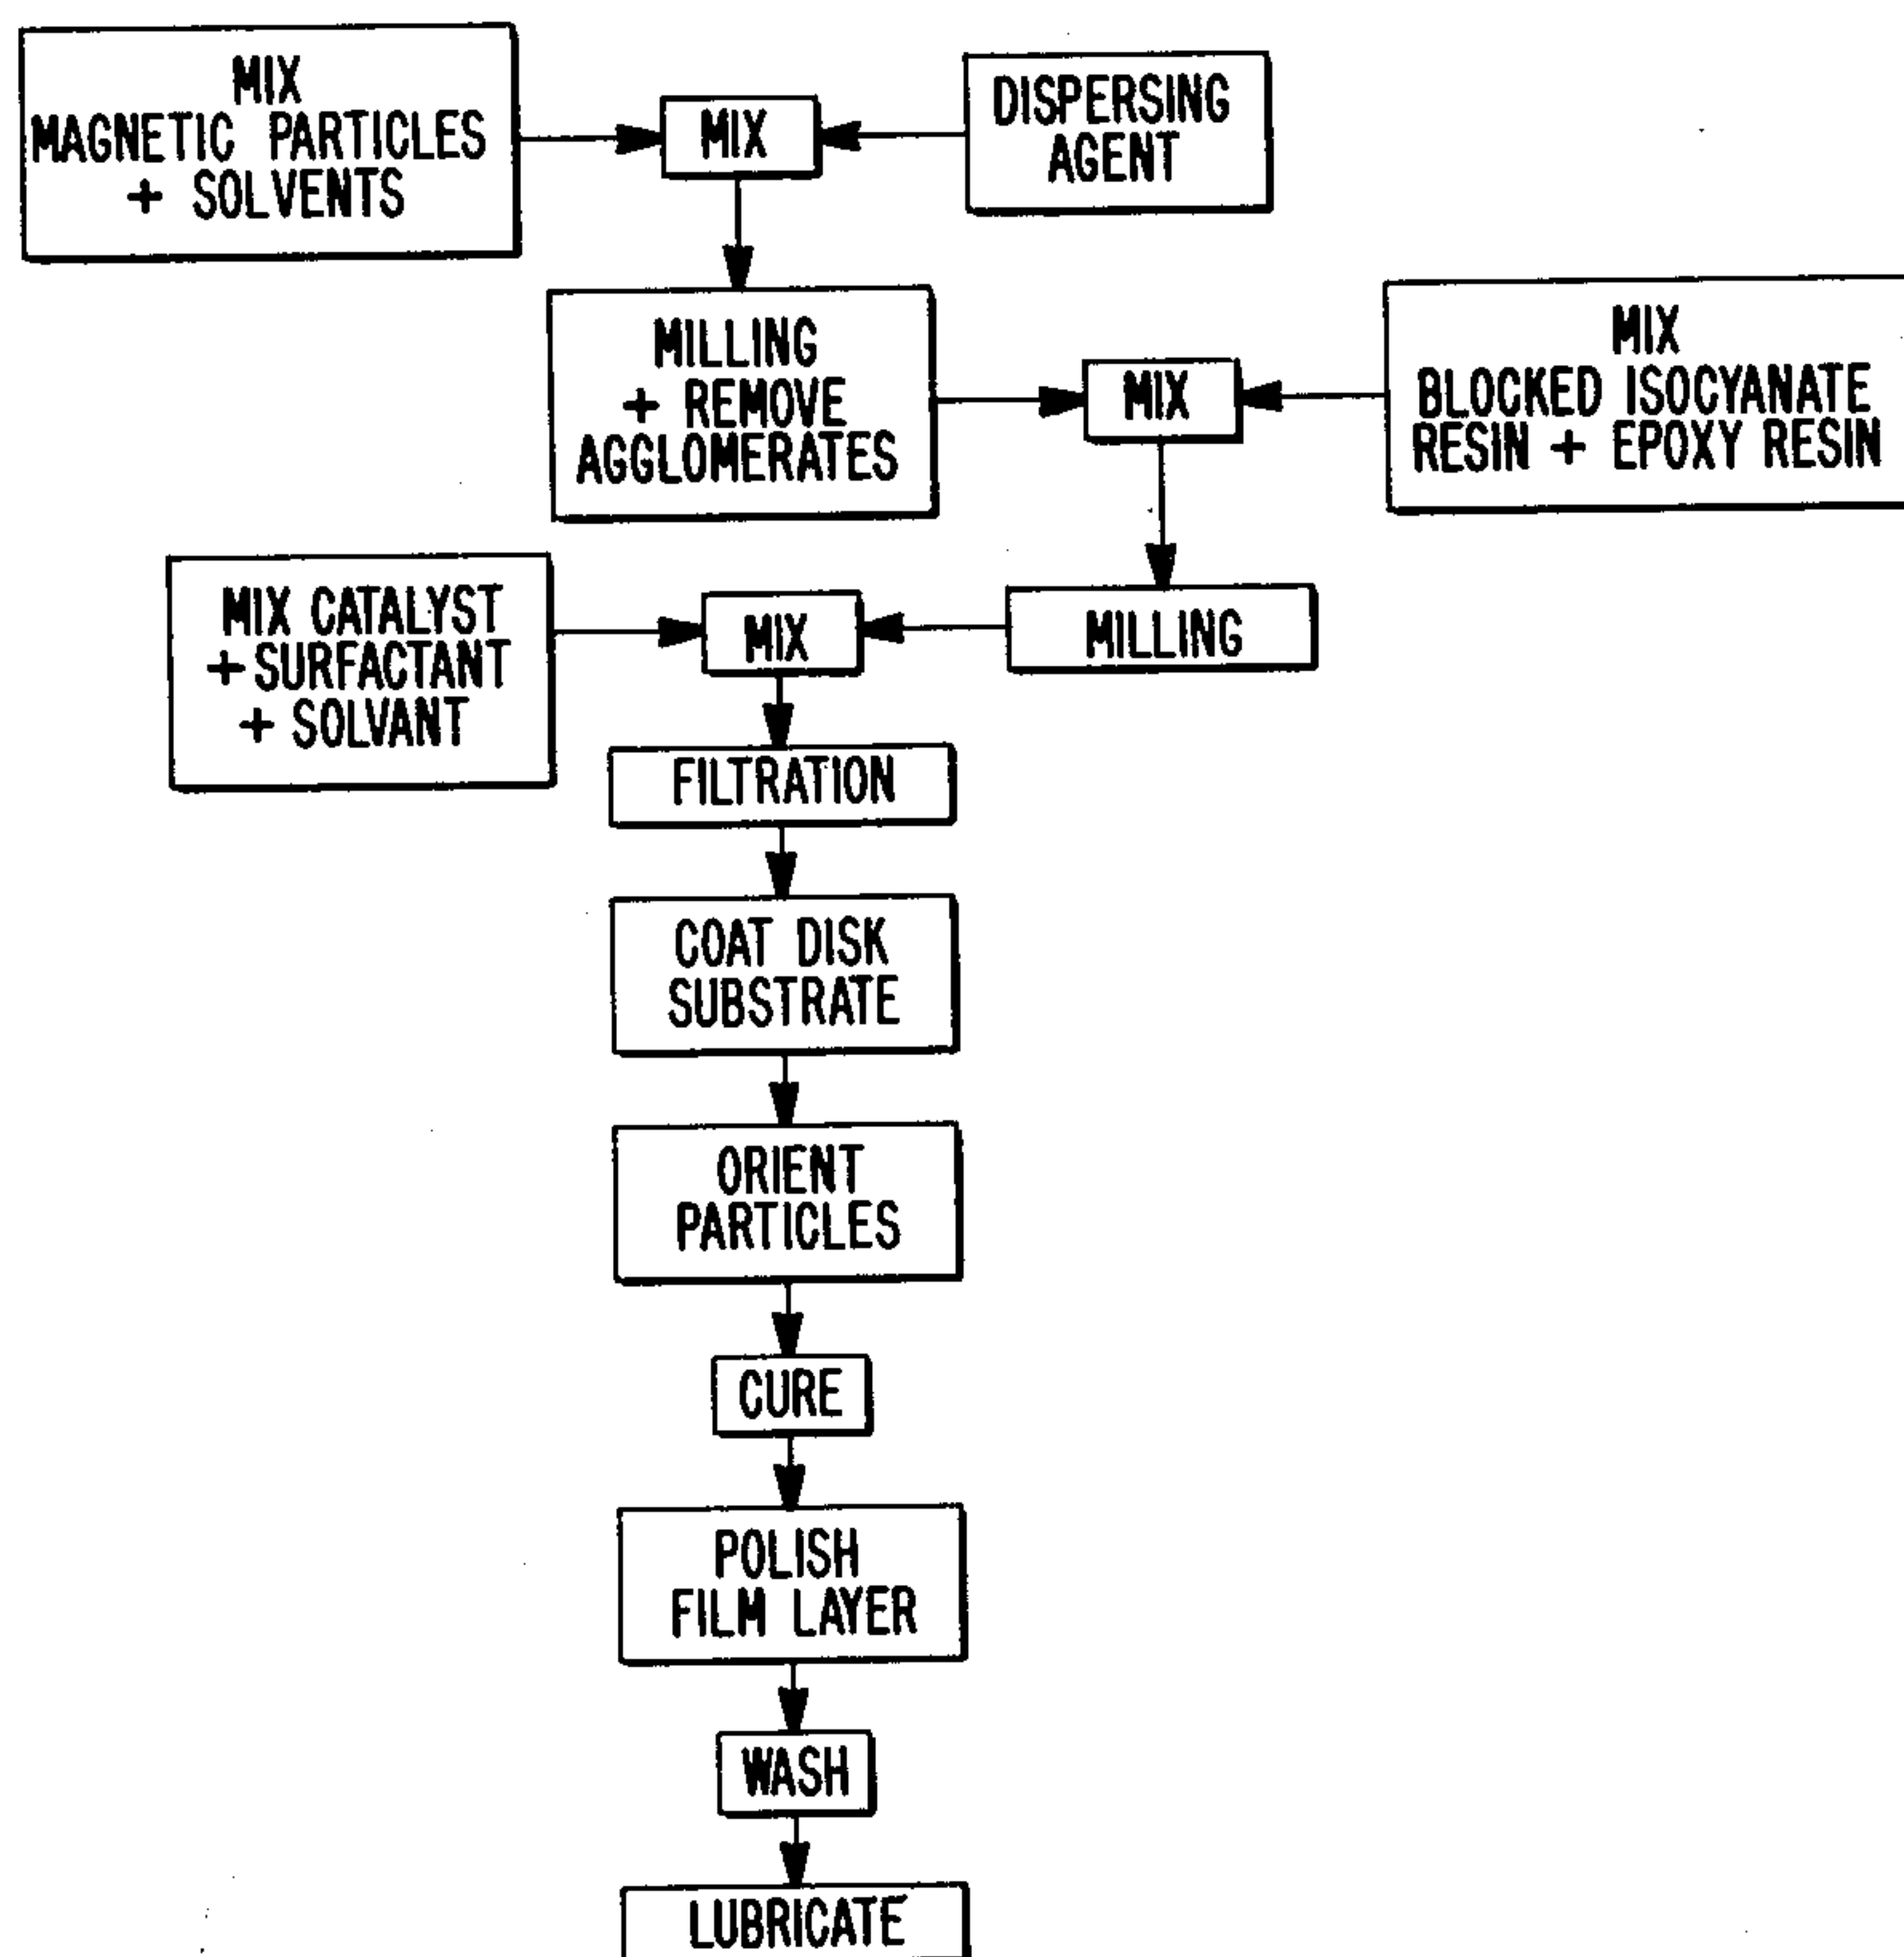 MIX
MAGNETIC PARTICLES
+ SOLVENTS
MIX
DISPERSING
AGENT
MILLING
+ REMOVE
AGGLOMERATES
MIX
MIX
BLOCKED ISOCYANATE
RESIN + EPOXY RESIN
MIX CATALYST
+ SURFACTANT
+ SOLVANT
MIX
MILLING
FILTRATION
COAT DISK
SUBSTRATE
ORIENT
PARTICLES
CURE
POLISH
FILM LAYER
WASH
LUBRICATE